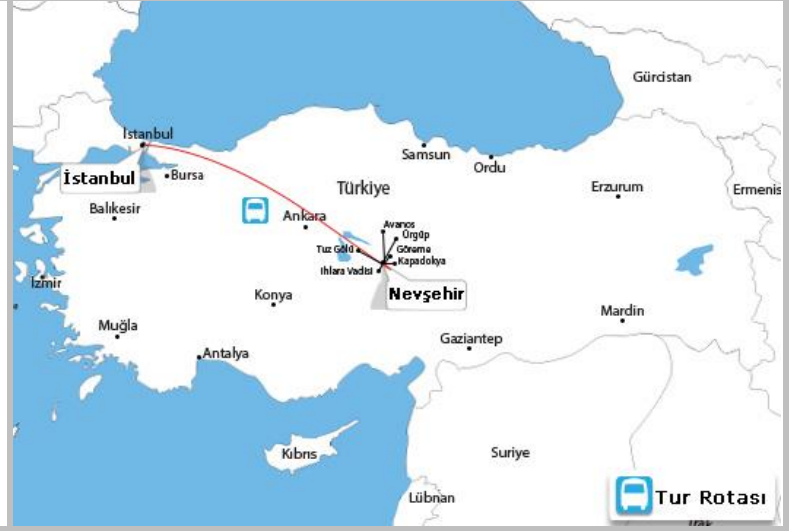 Gürcistan
İstanbul
Samsun
Ordu
İstanbul
Bursa
Türkiye
Erzurum
Ermenis
Balıkesir
Ankara
Avanos
Ürgüp
Tuz Gölü
Göreme
Kapadokya
Ihlara Vadisi
İzmir
Konya
Nevşehir
Mardin
Muğla
Gaziantep
Antalya
Kıbrıs
Suriye
Lübnan
Tur Rotası
Irak